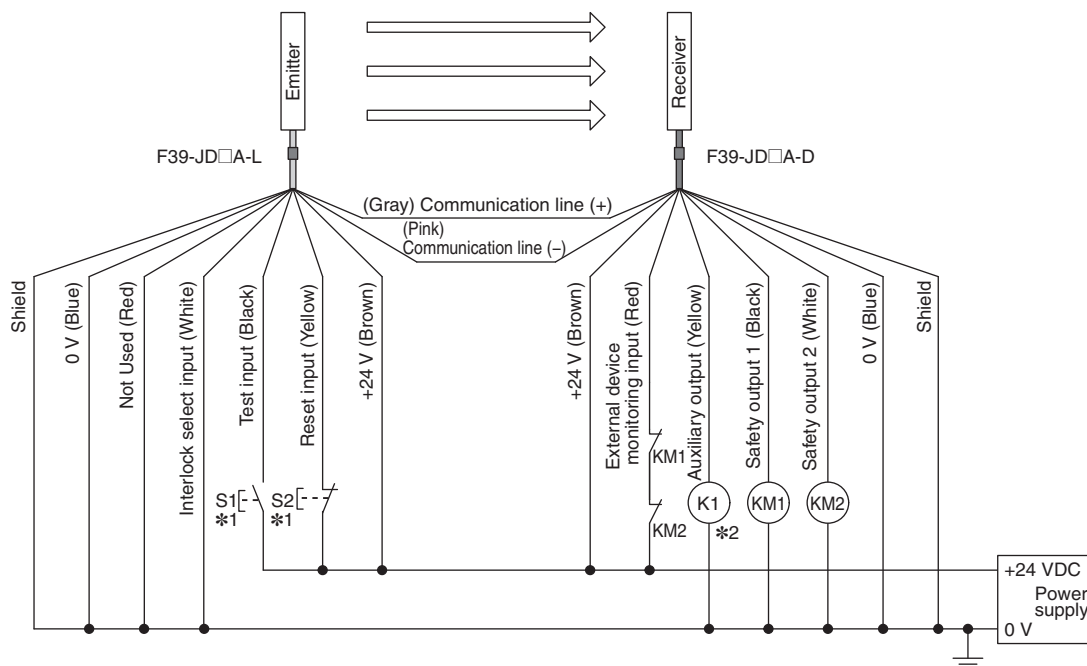 Emitter
Receiver
F39-JD□A-L
F39-JD□A-D
(Gray) Communication line (+)
(Pink)
Communication line (–)
Shield
0 V (Blue)
Not Used (Red)
Interlock select input (White)
Test input (Black)
Reset input (Yellow)
+24 V (Brown)
+24 V (Brown)
External device
monitoring input (Red)
Auxiliary output (Yellow)
Safety output 1 (Black)
Safety output 2 (White)
0 V (Blue)
Shield
S1
*1
S2
*1
KM1
KM2
K1
*2
KM1
KM2
+24 VDC
Power
supply
0 V